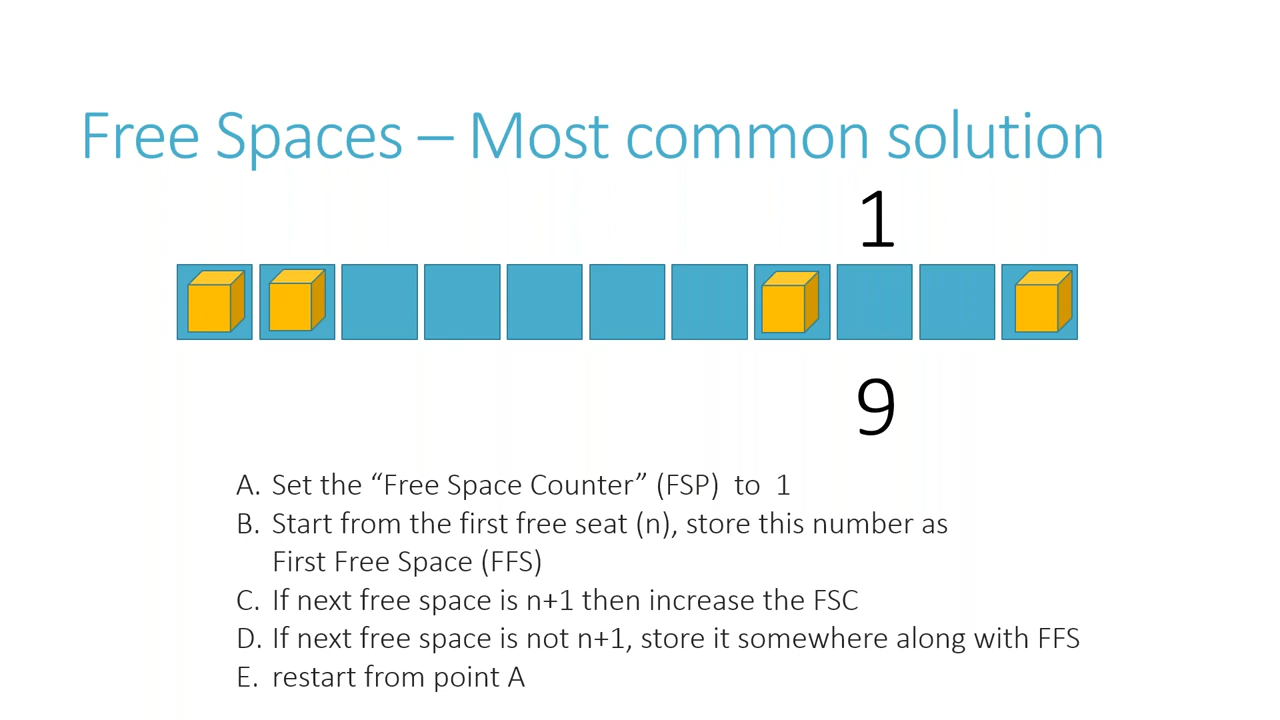 Free Spaces – Most common solution
1
9
A. Set the “Free Space Counter” (FSP) to 1
B. Start from the first free seat (n), store this number as
First Free Space (FFS)
C. If next free space is n+1 then increase the FSC
D. If next free space is not n+1, store it somewhere along with FFS
E. restart from point A